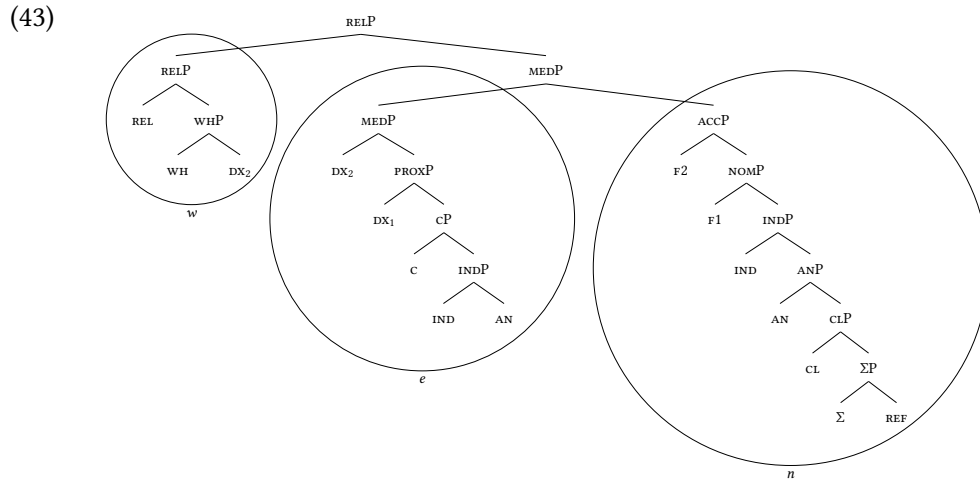 (43)
RELP
RELP MEDP
REL WHP MEDP ACCP
WH DX₂ DX₂ PROXP F2 NOMP
w DX₁ CP F1 INDP
C INDP IND ANP
IND AN AN CLP
e CL ΣP
Σ REF
n